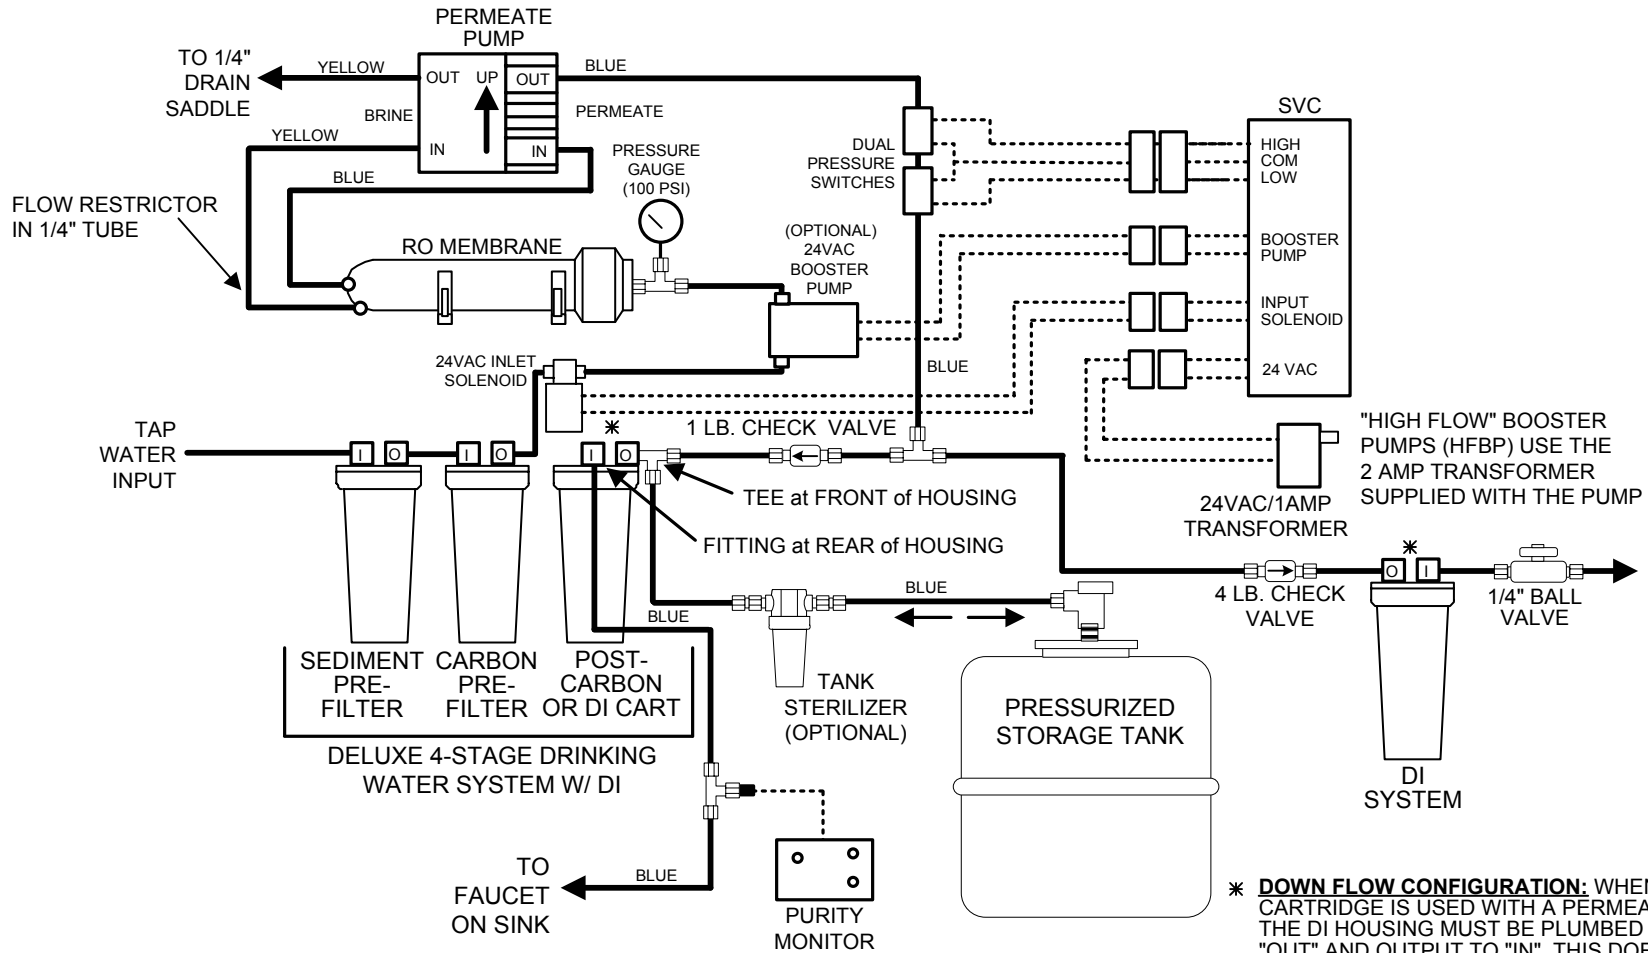 PERMEATE
PUMP
TO 1/4"
DRAIN
SADDLE
YELLOW
OUT
UP
OUT
BLUE
BRINE
PERMEATE
YELLOW
IN
IN
BLUE
FLOW RESTRICTOR
IN 1/4" TUBE
PRESSURE
GAUGE
(100 PSI)
RO MEMBRANE
DUAL
PRESSURE
SWITCHES
(OPTIONAL)
24VAC
BOOSTER
PUMP
SVC
HIGH
COM
LOW
BOOSTER
PUMP
INPUT
SOLENOID
24 VAC
24VAC INLET
SOLENOID
BLUE
TAP
WATER
INPUT
I
O
I
O
*
I
O
1 LB. CHECK VALVE
TEE at FRONT of HOUSING
FITTING at REAR of HOUSING
24VAC/1AMP
TRANSFORMER
"HIGH FLOW" BOOSTER
PUMPS (HFBP) USE THE
2 AMP TRANSFORMER
SUPPLIED WITH THE PUMP
*
O
I
4 LB. CHECK
VALVE
1/4" BALL
VALVE
BLUE
BLUE
SEDIMENT
PRE-
FILTER
CARBON
PRE-
FILTER
POST-
CARBON
OR DI CART
TANK
STERILIZER
(OPTIONAL)
PRESSURIZED
STORAGE TANK
DI
SYSTEM
DELUXE 4-STAGE DRINKING
WATER SYSTEM W/ DI
TO
FAUCET
ON SINK
BLUE
PURITY
MONITOR
* DOWN FLOW CONFIGURATION: WHEN
CARTRIDGE IS USED WITH A PERMEA
THE DI HOUSING MUST BE PLUMBED
"OUT" AND OUTPUT TO "IN". THIS DOE